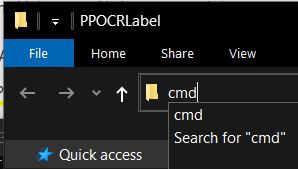 PPOCRLabel
File Home Share View
cmd
cmd
Search for "cmd"
Quick access